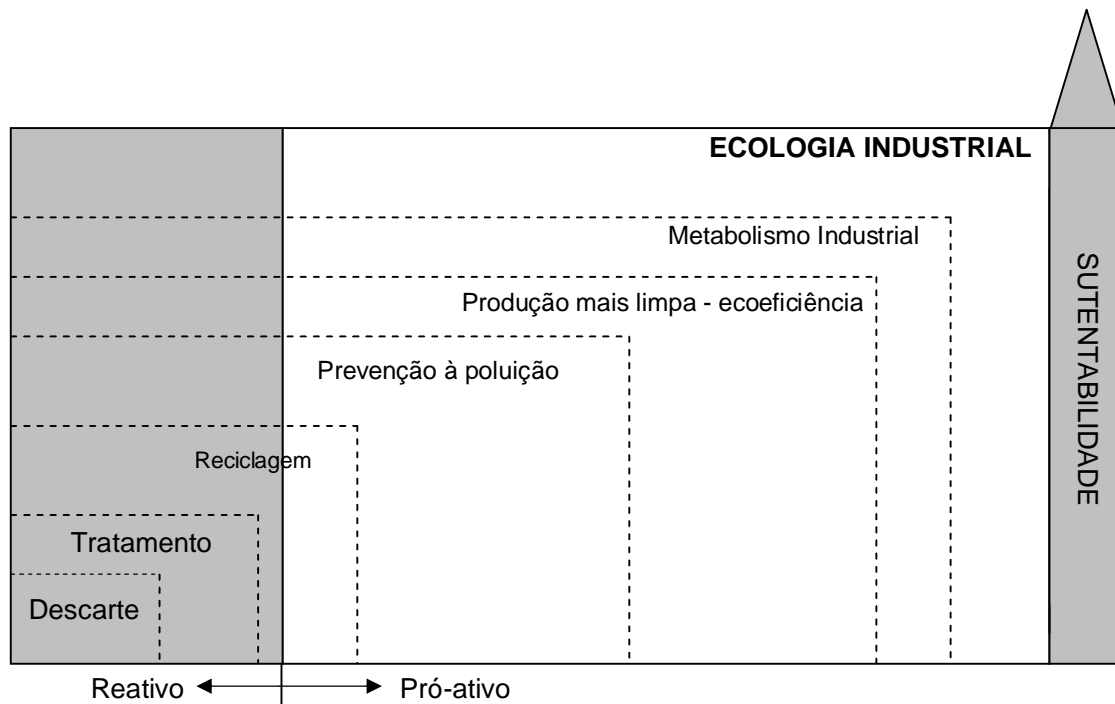 ECOLOGIA INDUSTRIAL
Metabolismo Industrial
Produção mais limpa - ecoeficiência
Prevenção à poluição
Reciclagem
Tratamento
Descarte
SUTENTABILIDADE
Reativo
Pró-ativo